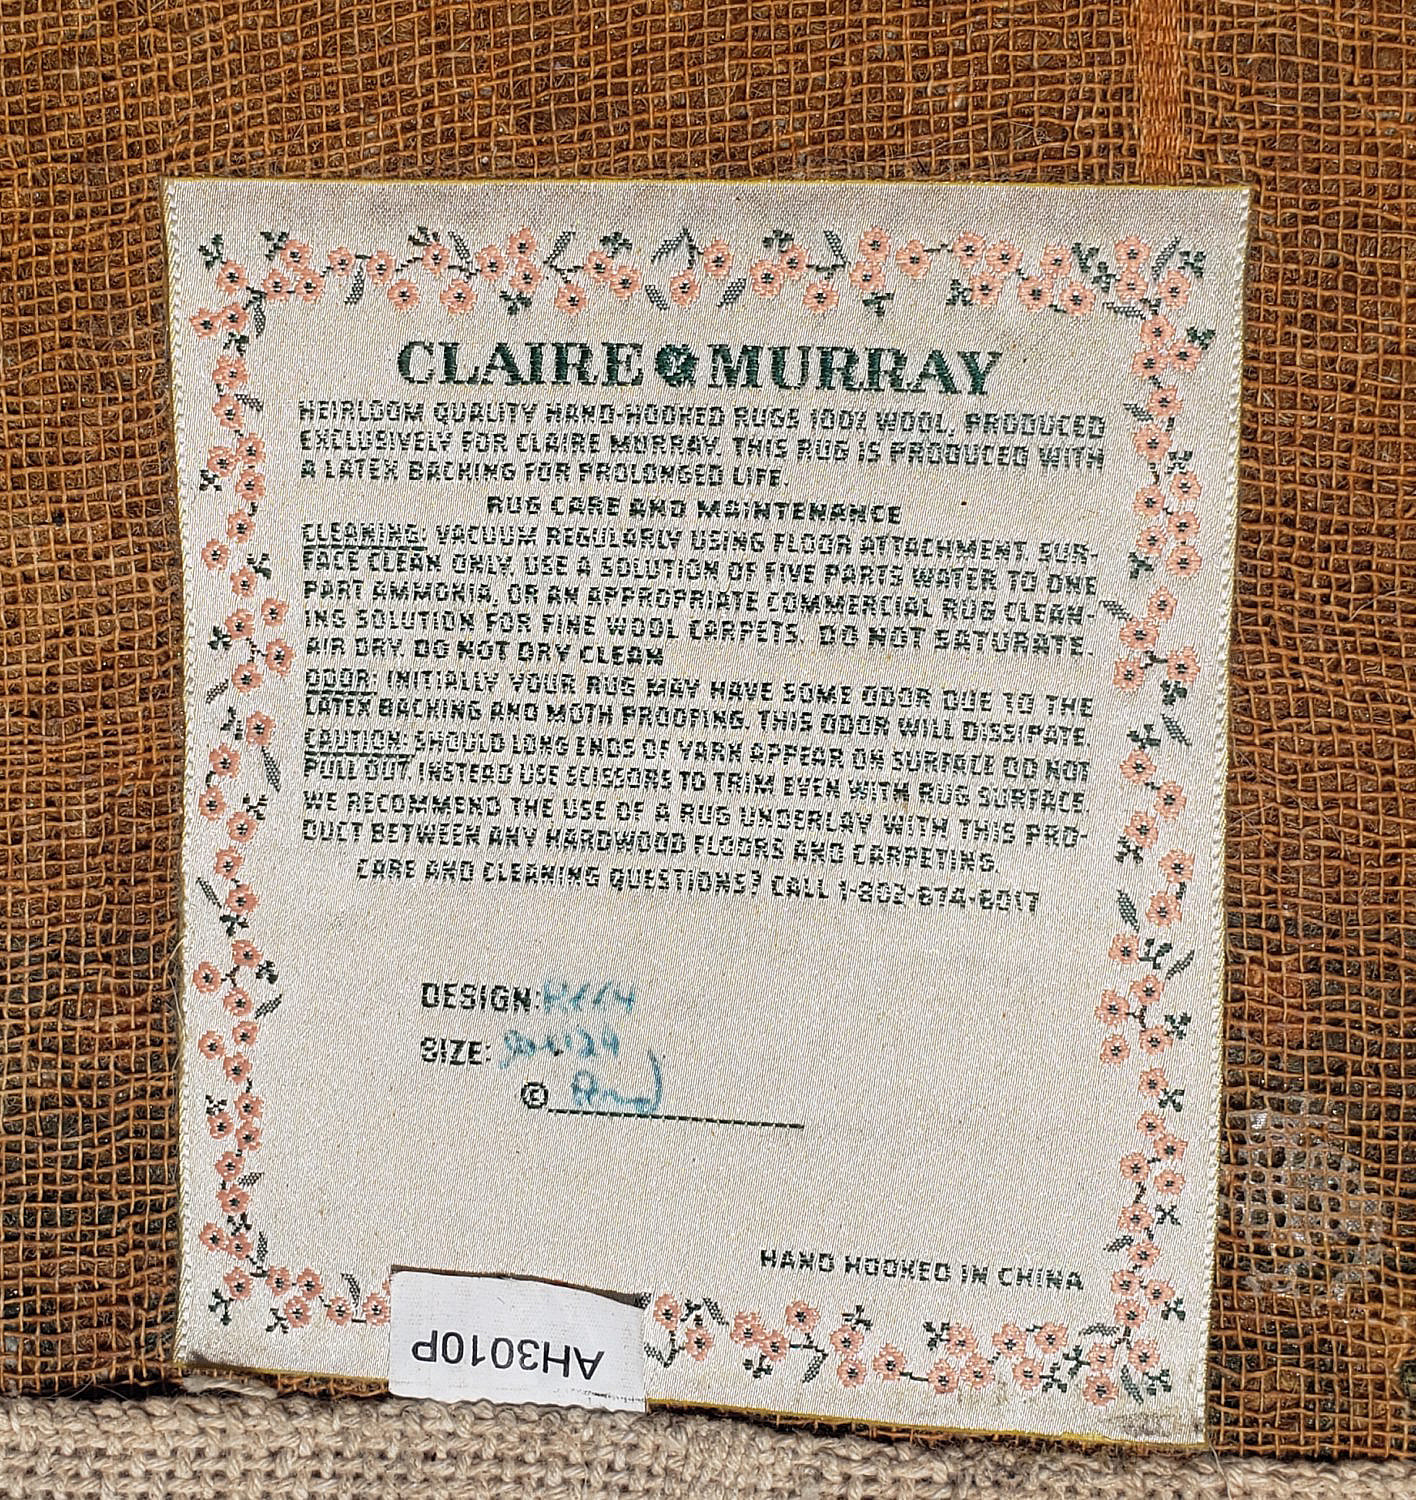 CLAIRE MURRAY
HEIRLOOM QUALITY HAND-HOOKED RUGS 100% WOOL, PRODUCED
EXCLUSIVELY FOR CLAIRE MURRAY. THIS RUG IS PRODUCED WITH
A LATEX BACKING FOR PROLONGED LIFE.
RUG CARE AND MAINTENANCE
CLEANING: VACUUM REGULARLY USING FLOOR ATTACHMENT. SUR-
FACE CLEAN ONLY. USE A SOLUTION OF FIVE PARTS WATER TO ONE
PART AMMONIA, OR AN APPROPRIATE COMMERCIAL RUG CLEAN-
ING SOLUTION FOR FINE WOOL CARPETS. DO NOT SATURATE.
AIR DRY. DO NOT DRY CLEAN
ODOR: INITIALLY YOUR RUG MAY HAVE SOME ODOR DUE TO THE
LATEX BACKING AND MOTH PROOFING. THIS ODOR WILL DISSIPATE.
CAUTION: SHOULD LONG ENDS OF YARN APPEAR ON SURFACE DO NOT
PULL OUT. INSTEAD USE SCISSORS TO TRIM EVEN WITH RUG SURFACE.
WE RECOMMEND THE USE OF A RUG UNDERLAY WITH THIS PRO-
DUCT BETWEEN ANY HARDWOOD FLOORS AND CARPETING.
CARE AND CLEANING QUESTIONS? CALL
DESIGN:
SIZE:
©
HAND HOOKED IN CHINA
AH3010P